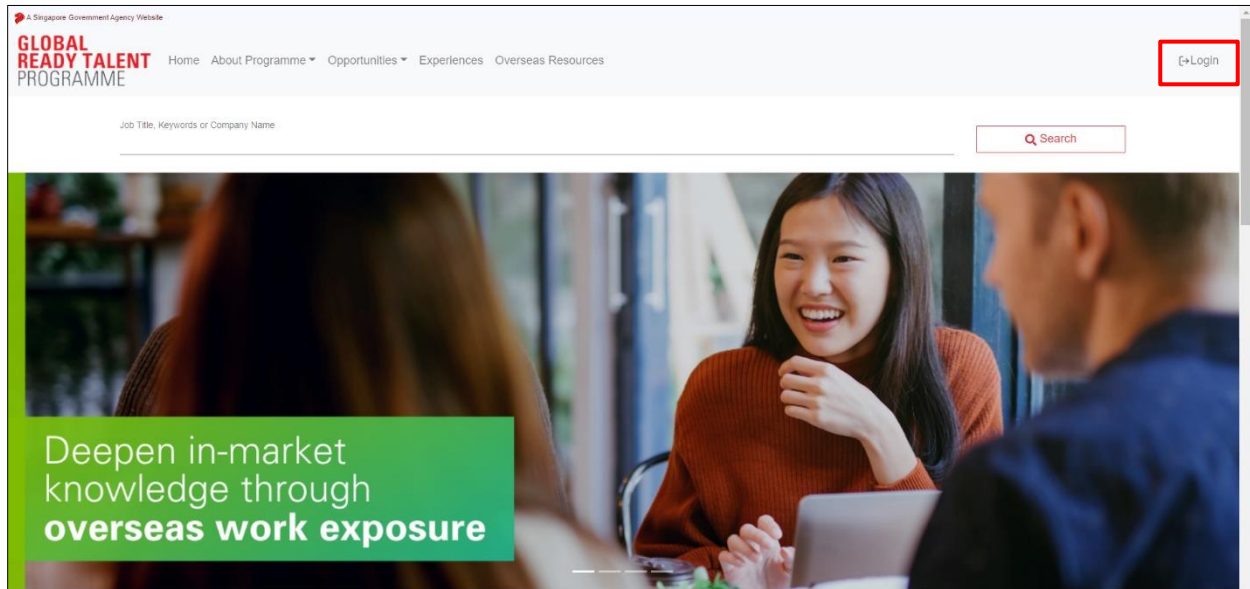 A Singapore Government Agency Website
GLOBAL
READY TALENT
PROGRAMME
Home About Programme Opportunities Experiences Overseas Resources
Login
Job Title, Keywords or Company Name
Search
Deepen in-market
knowledge through
overseas work exposure